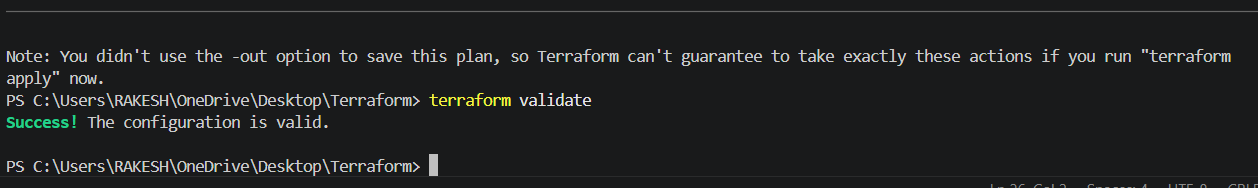 Note: You didn't use the -out option to save this plan, so Terraform can't guarantee to take exactly these actions if you run "terraform
apply" now.
PS C:\Users\RAKESH\OneDrive\Desktop\Terraform> terraform validate
Success! The configuration is valid.
PS C:\Users\RAKESH\OneDrive\Desktop\Terraform>